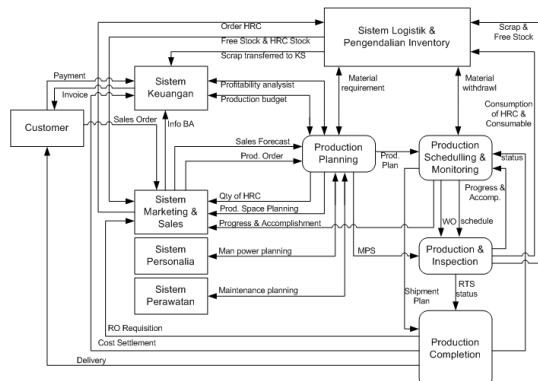 Order HRC
Free Stock & HRC Stock
Scrap transferred to KS
Sistem Logistik &
Pengendalian Inventory
Scrap &
Free Stock
Payment
Invoice
Sistem
Keuangan
Profitability analysist
Production budget
Material
requirement
Material
withdrawl
Consumption
of HRC &
Consumable
Customer
Sales Order
Info BA
Sales Forecast
Prod. Order
Production
Planning
Prod.
Plan
Production
Schedulling &
Monitoring
status
Progress &
Accomp.
Sistem
Marketing &
Sales
Qty of HRC
Prod. Space Planning
Progress & Accomplishment
WO
schedule
Sistem
Personalia
Man power planning
MPS
Production &
Inspection
Sistem
Perawatan
Maintenance planning
Shipment
Plan
RTS
status
RO Requisition
Cost Settlement
Delivery
Production
Completion